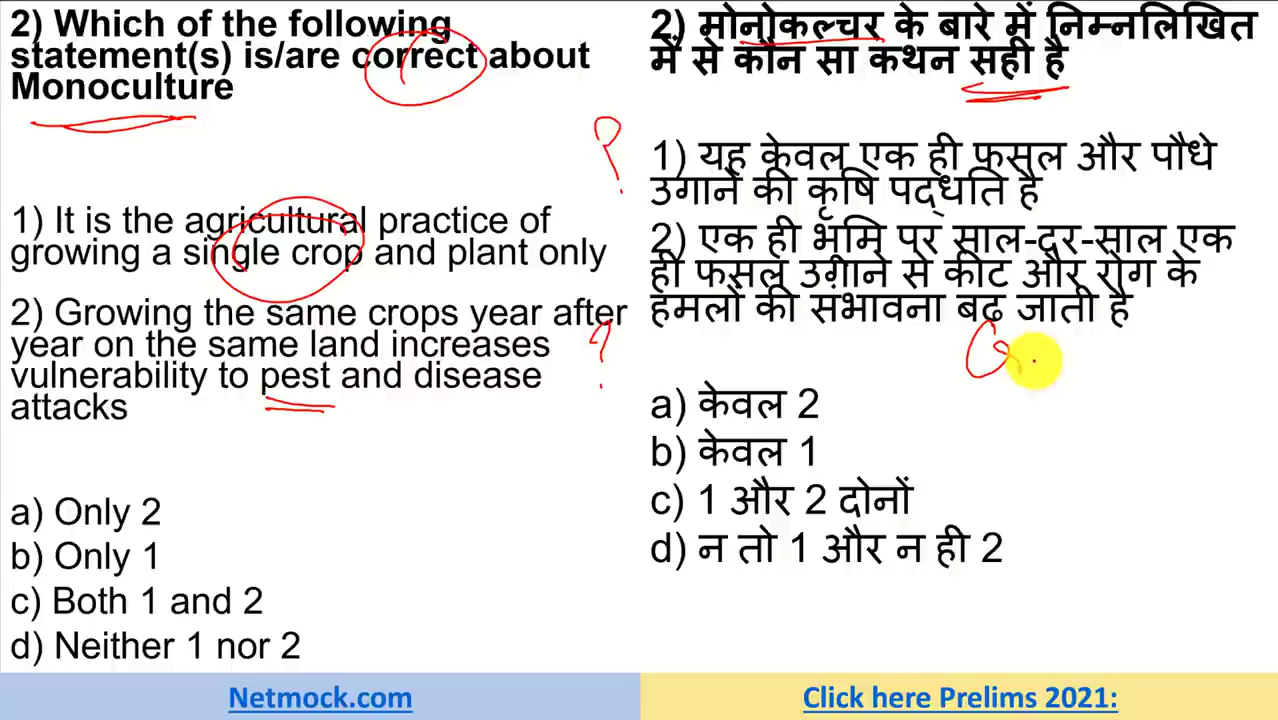 2) Which of the following
statement(s) is/are correct about
Monoculture
1) It is the agricultural practice of
growing a single crop and plant only
2) Growing the same crops year after
year on the same land increases
vulnerability to pest and disease
attacks
a) Only 2
b) Only 1
c) Both 1 and 2
d) Neither 1 nor 2
?
?
2) मोनोकल्चर के बारे में निम्नलिखित
में से कौन सा कथन सही है
1) यह केवल एक ही फसल और पौधे
उगाने की कृषि पद्धति है
2) एक ही भूमि पर साल-दर-साल एक
ही फसल उगाने से कीट और रोग के
हमलों की संभावना बढ़ जाती है
a) केवल 2
b) केवल 1
c) 1 और 2 दोनों
d) न तो 1 और न ही 2
Netmock.com
Click here Prelims 2021: